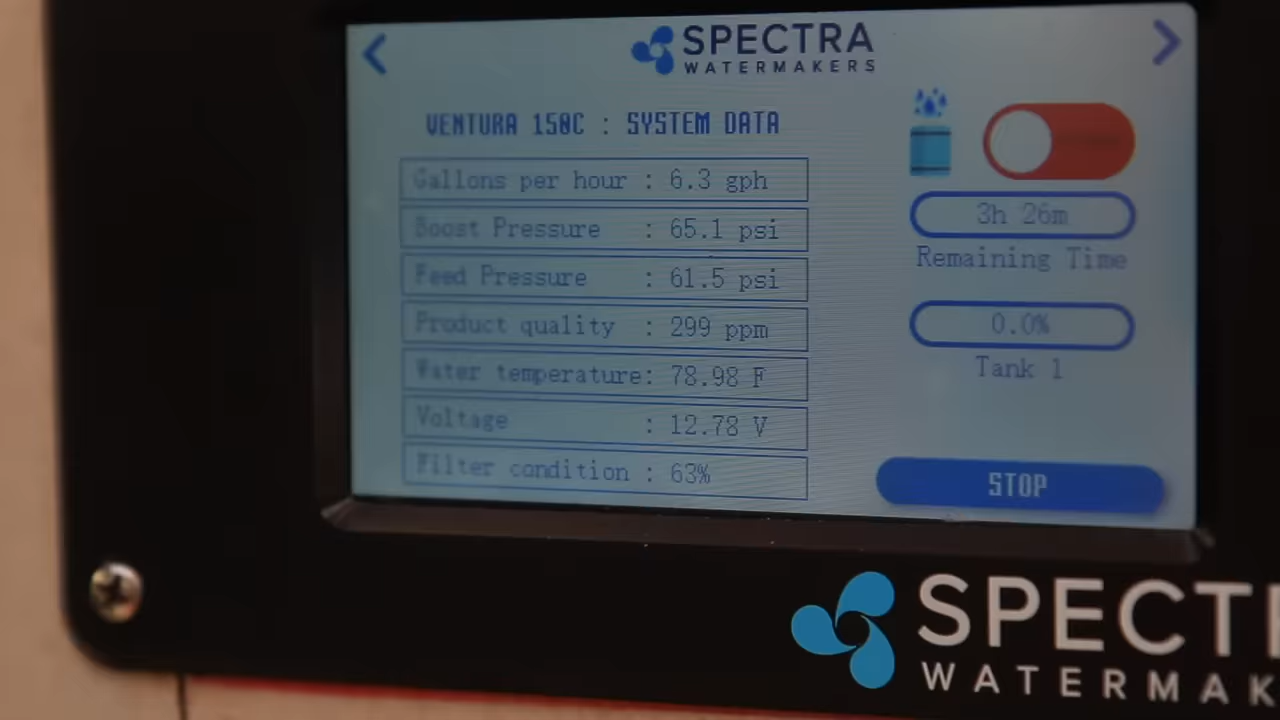 SPECTRA
WATERMAKERS
VENTURA 150C : SYSTEM DATA
Gallons per hour : 6.3 gph
Boost Pressure : 65.1 psi
Feed Pressure : 61.5 psi
Product quality : 299 ppm
Water temperature: 78.98 F
Voltage : 12.78 V
Filter condition : 63%
3h 26m
Remaining Time
0.0%
Tank 1
STOP
SPECT
WATERMAK